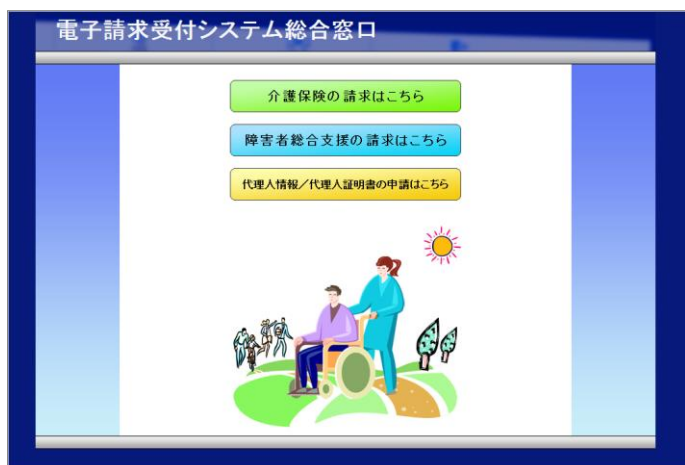 電子請求受付システム総合窓口
介護保険の請求はこちら
障害者総合支援の請求はこちら
代理人情報／代理人証明書の申請はこちら